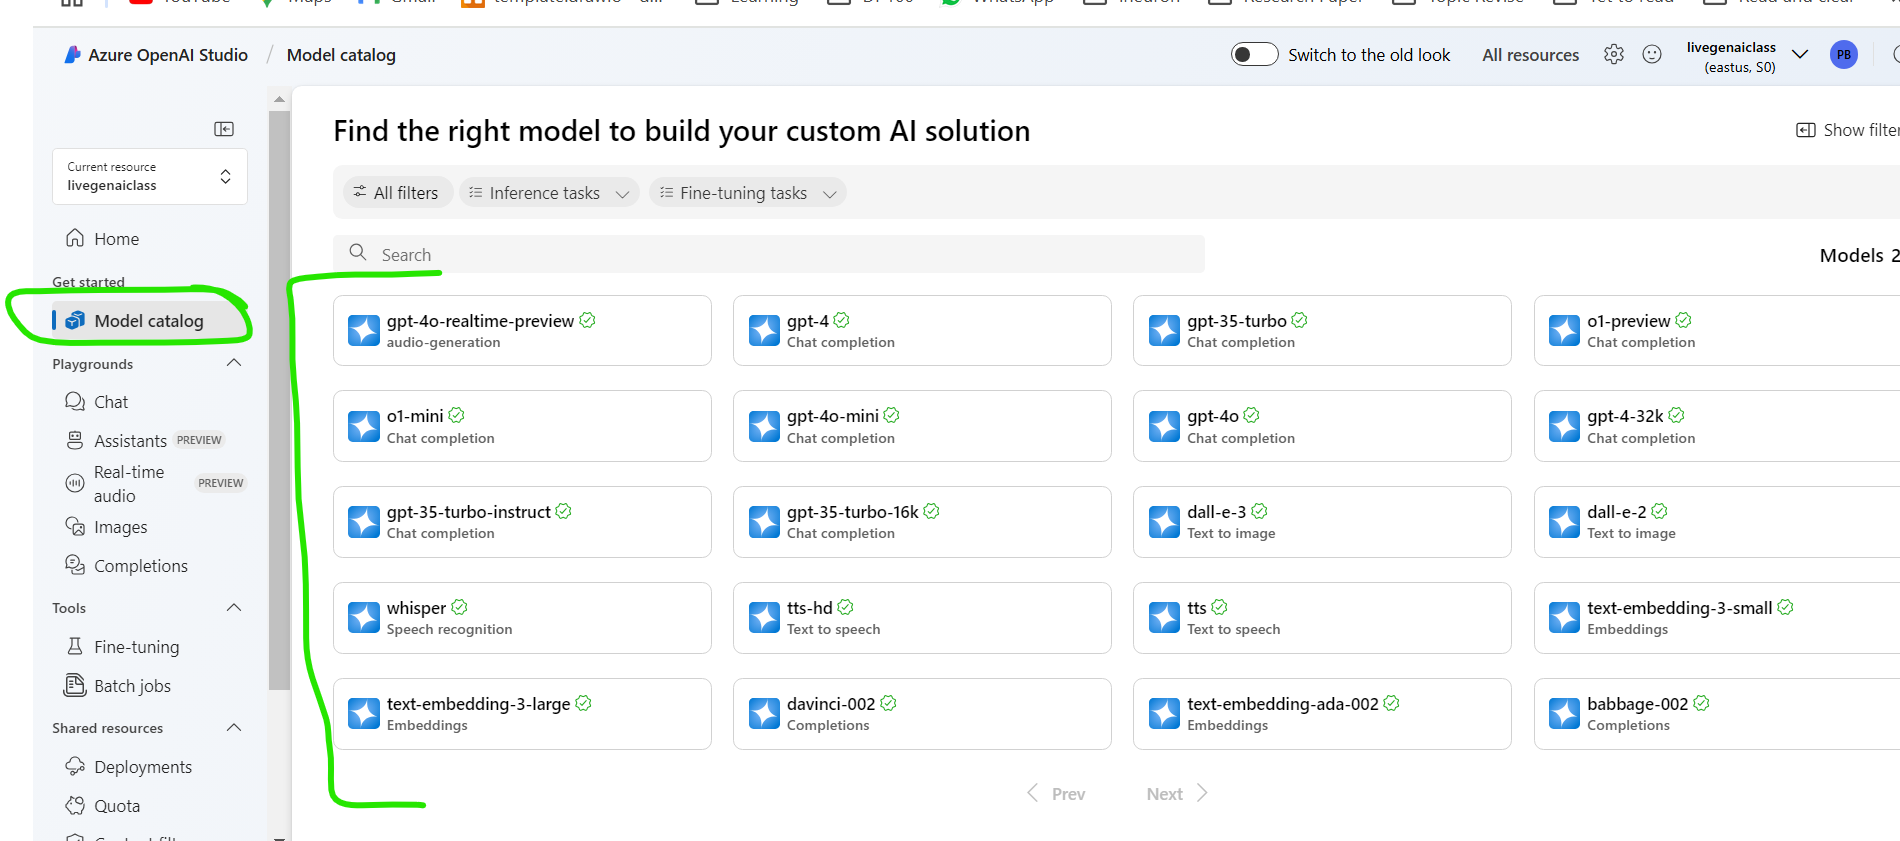 Azure OpenAI Studio / Model catalog
Switch to the old look
All resources
livegenaiclass
(eastus, S0)
PB
Current resource
livegenaiclass
Home
Get started
Model catalog
Playgrounds
Chat
Assistants PREVIEW
Real-time
audio
PREVIEW
Images
Completions
Tools
Fine-tuning
Batch jobs
Shared resources
Deployments
Quota
Find the right model to build your custom AI solution
Show filter
All filters
Inference tasks
Fine-tuning tasks
Search
Models 2
gpt-4o-realtime-preview
audio-generation
gpt-4
Chat completion
gpt-35-turbo
Chat completion
o1-preview
Chat completion
o1-mini
Chat completion
gpt-4o-mini
Chat completion
gpt-4o
Chat completion
gpt-4-32k
Chat completion
gpt-35-turbo-instruct
Chat completion
gpt-35-turbo-16k
Chat completion
dall-e-3
Text to image
dall-e-2
Text to image
whisper
Speech recognition
tts-hd
Text to speech
tts
Text to speech
text-embedding-3-small
Embeddings
text-embedding-3-large
Embeddings
davinci-002
Completions
text-embedding-ada-002
Embeddings
babbage-002
Completions
Prev
Next